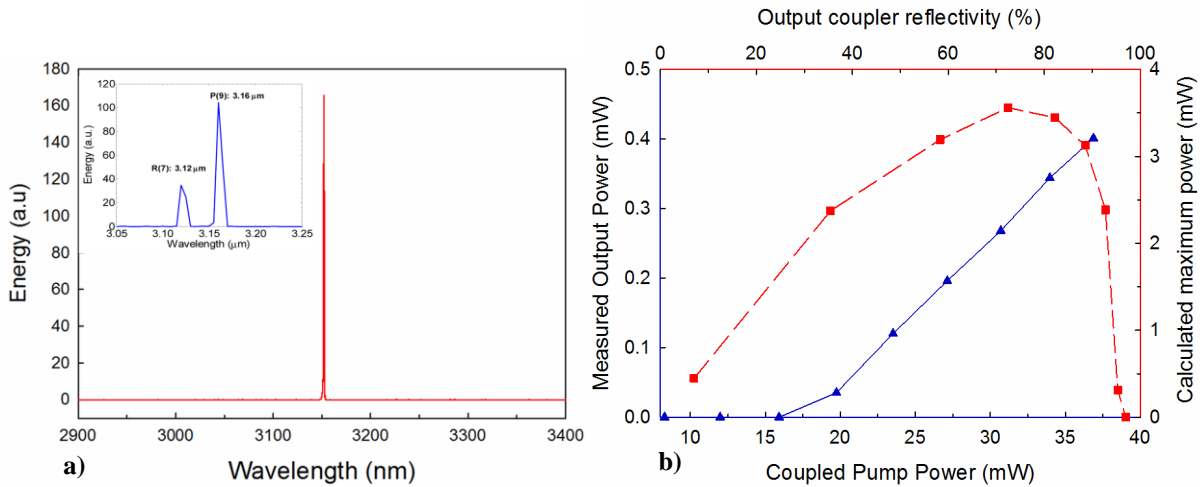 180
160
140
120
100
80
60
40
20
0
Energy (a.u)
2900 3000 3100 3200 3300 3400
Wavelength (nm)
a)
120
100
80
60
40
20
0
Energy (a.u.)
P(9): 3.16 μm
R(7): 3.12 μm
3.05 3.10 3.15 3.20 3.25
Wavelength (μm)
Output coupler reflectivity (%)
0 20 40 60 80 100
0.5
0.4
0.3
0.2
0.1
0.0
Measured Output Power (mW)
4
3
2
1
0
Calculated maximum power (mW)
10 15 20 25 30 35 40
Coupled Pump Power (mW)
b)